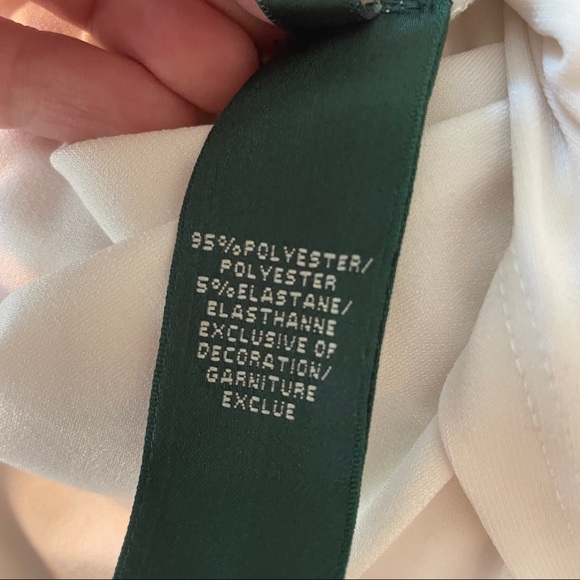 95%POLYESTER/
POLYESTER
5%ELASTANE/
ELASTHANNE
EXCLUSIVE OF
DECORATION/
GARNITURE
EXCLUE